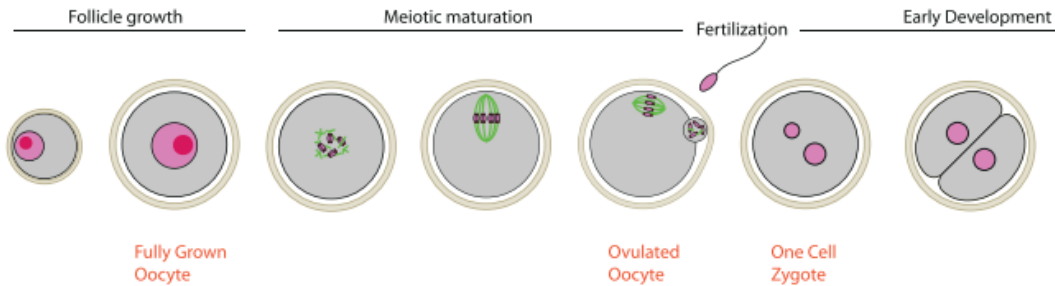 Follicle growth
Meiotic maturation
Fertilization
Early Development
Fully Grown
Oocyte
Ovulated
Oocyte
One Cell
Zygote